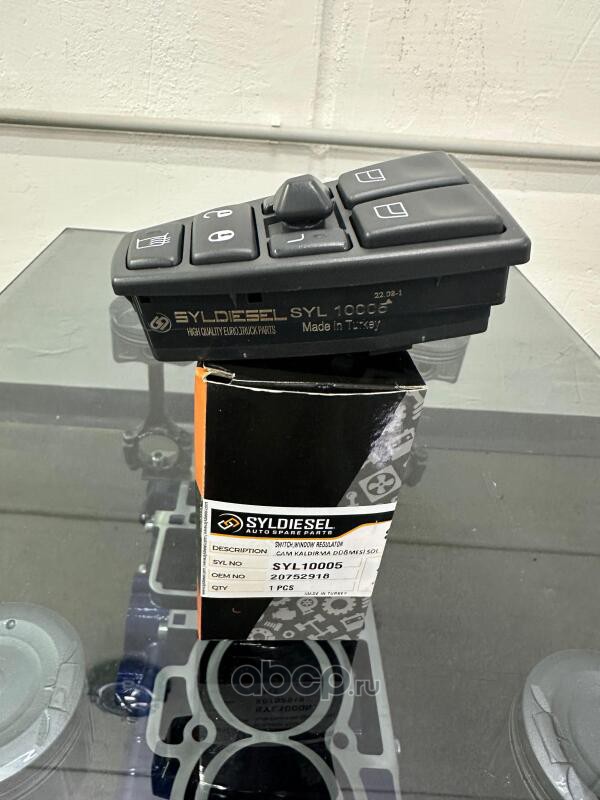 22.08-1
SYLDIESEL SYL 10005
HIGH QUALITY EURO TRUCK PARTS
Made in Turkey
SYLDIESEL
AUTO SPARE PARTS
DESCRIPTION
SWITCH,WINDOW REGULATOR
CAM KALDIRMA DÜĞMESİ SOL
SYL NO SYL10005
OEM NO 20752918
QTY 1 PCS
MADE IN TURKEY
abcp.ru